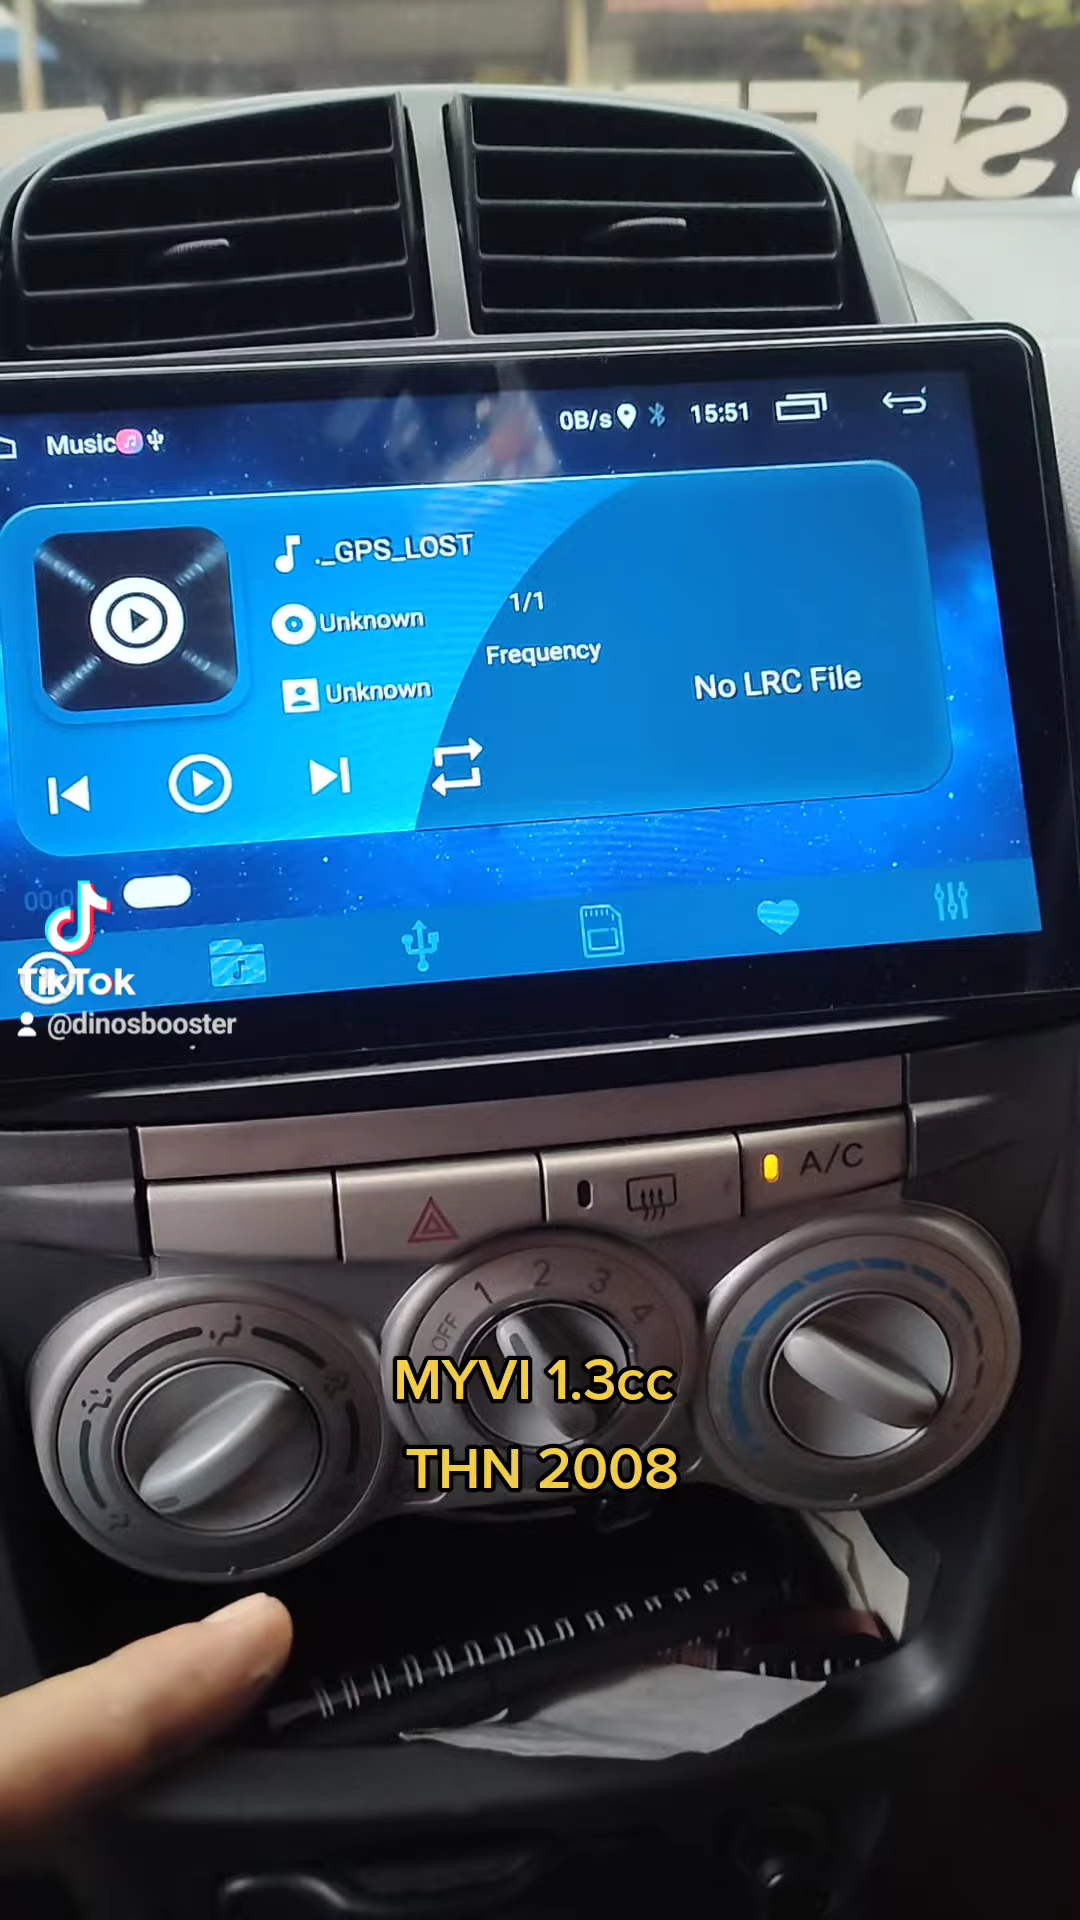 SPE
Music
0B/s
15:51
._GPS_LOST
Unknown
1/1
Frequency
Unknown
No LRC File
TikTok
@dinosbooster
A/C
OFF 1 2 3 4
MYVI 1.3cc
THN 2008